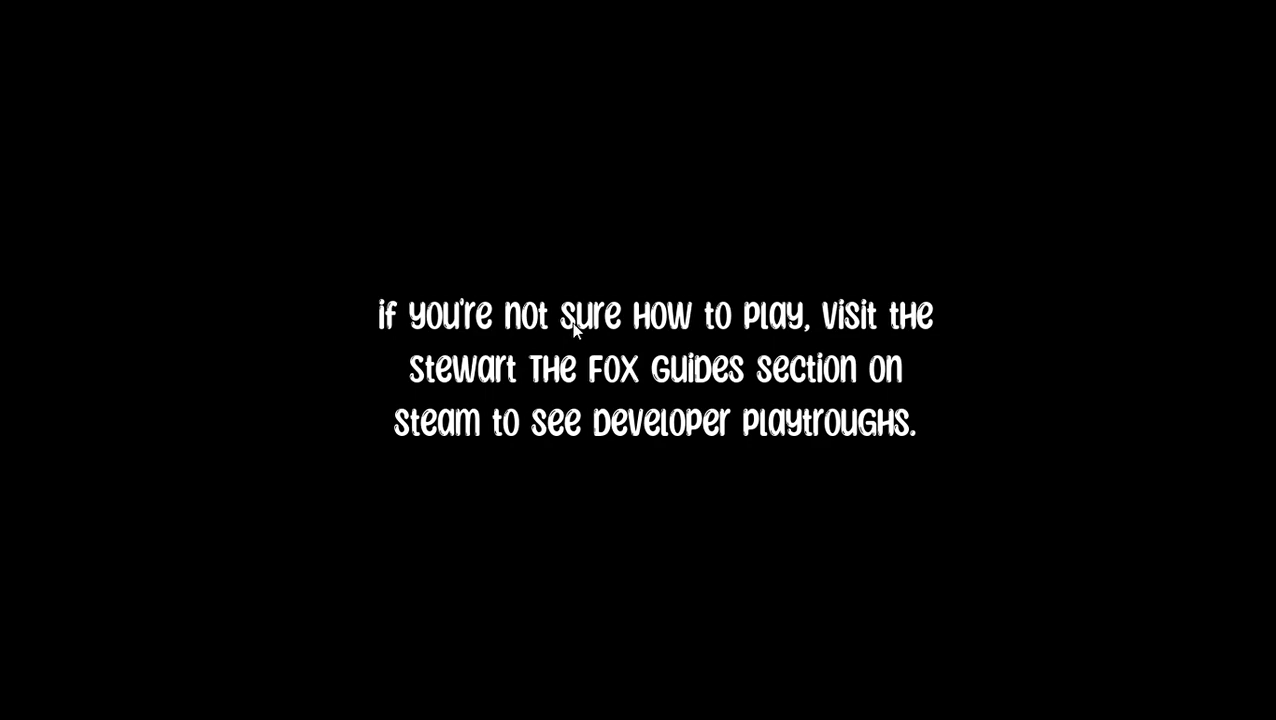 if you're not sure how to play, visit the
Stewart The Fox Guides section on
Steam to see developer playtroughs.